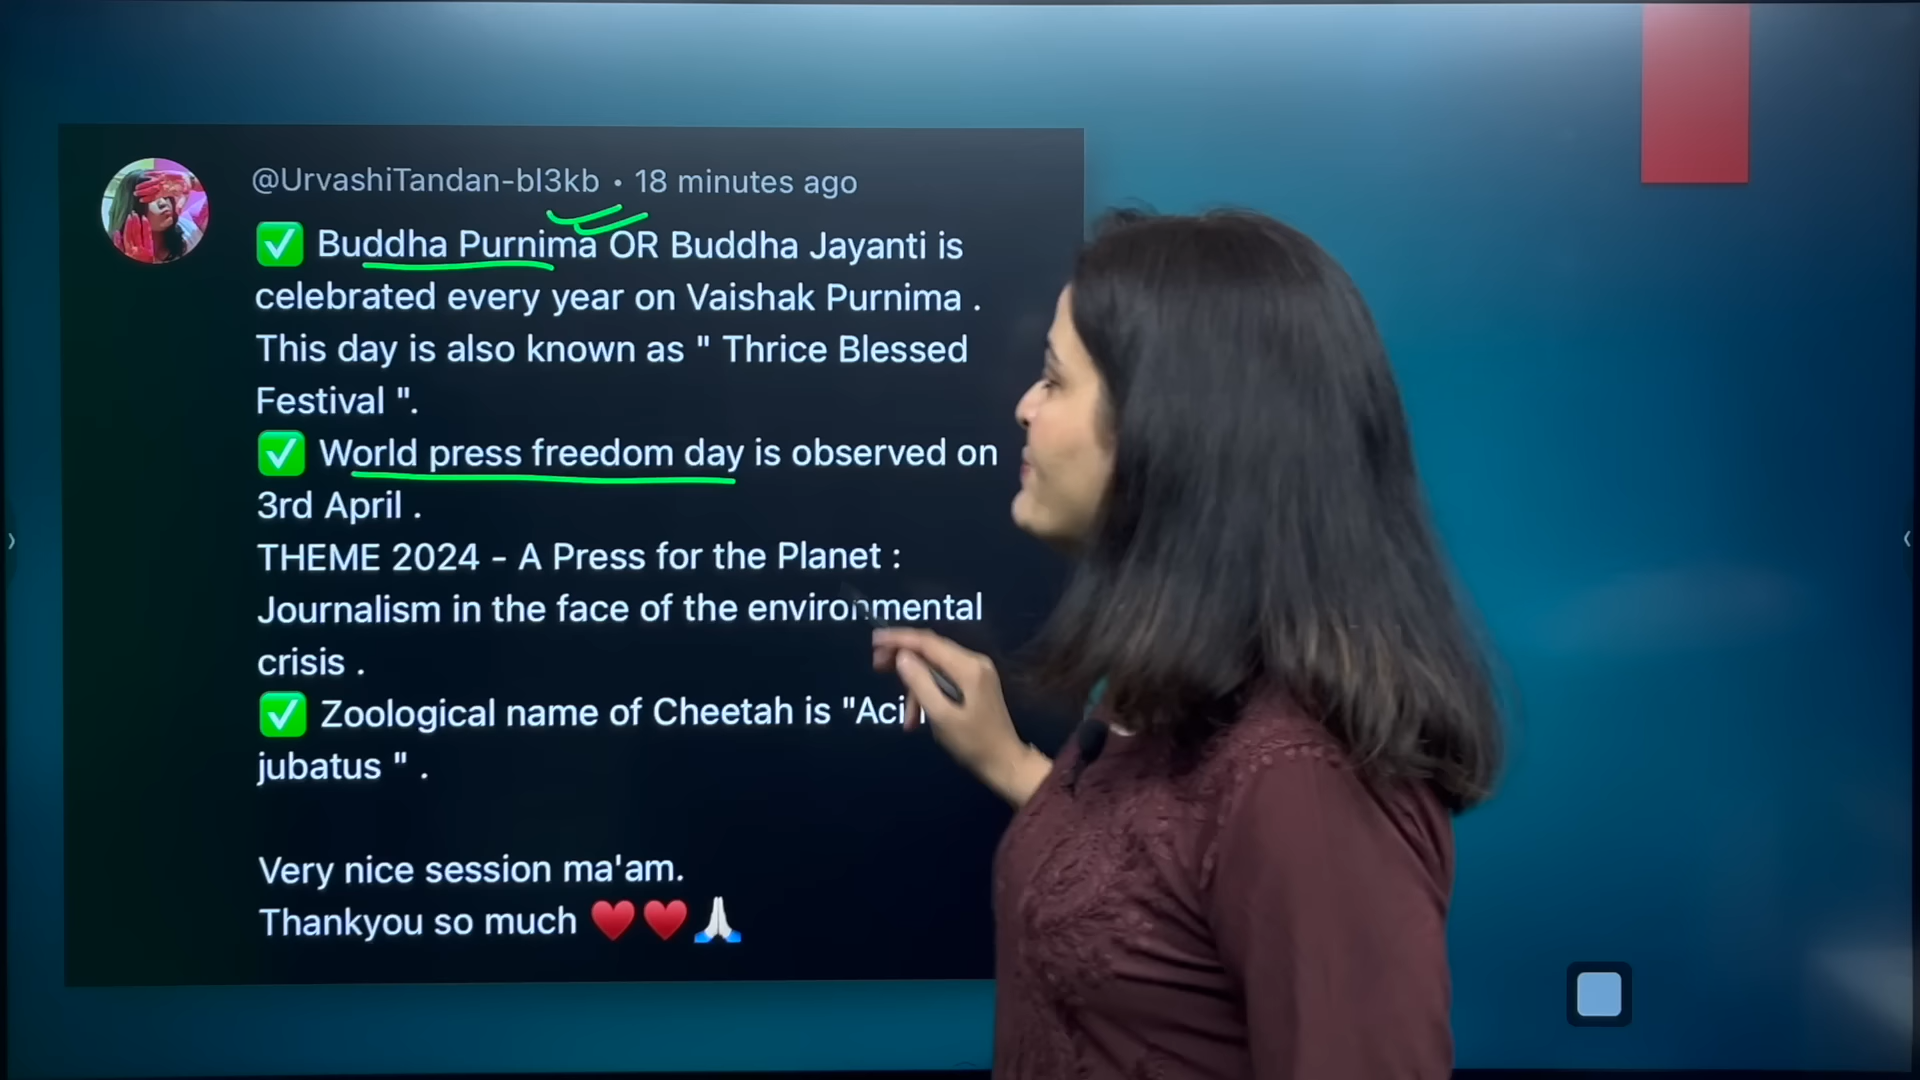 @UrvashiTandan-bl3kb • 18 minutes ago
✅ Buddha Purnima OR Buddha Jayanti is
celebrated every year on Vaishak Purnima .
This day is also known as " Thrice Blessed
Festival ".
✅ World press freedom day is observed on
3rd April .
THEME 2024 - A Press for the Planet :
Journalism in the face of the environmental
crisis .
✅ Zoological name of Cheetah is
jubatus " .
Very nice session ma'am.
Thankyou so much ❤️❤️🙏